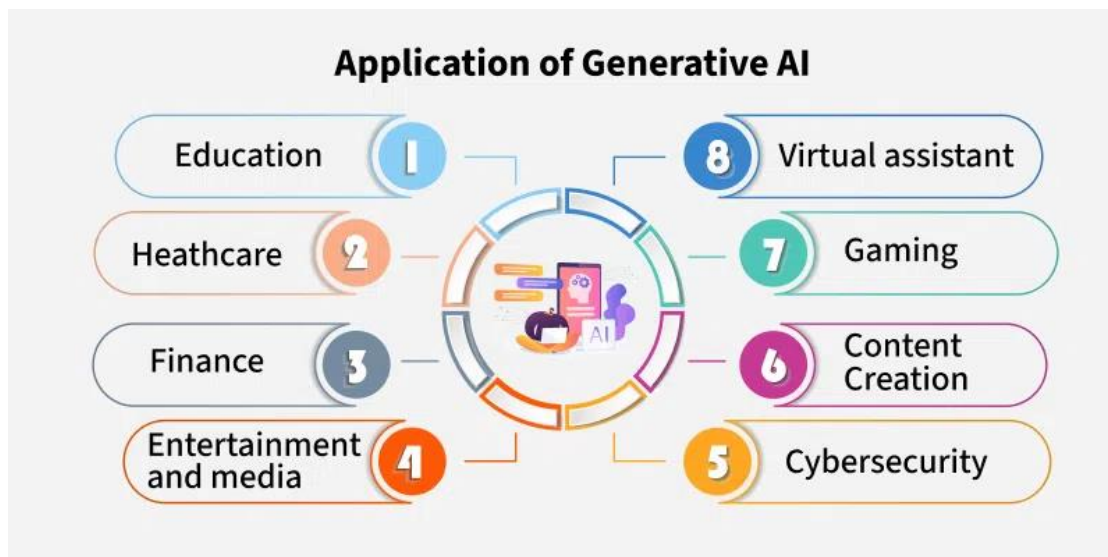 Application of Generative AI
Education
1
Heathcare
2
Finance
3
Entertainment
and media
4
8
Virtual assistant
7
Gaming
6
Content
Creation
5
Cybersecurity
AI